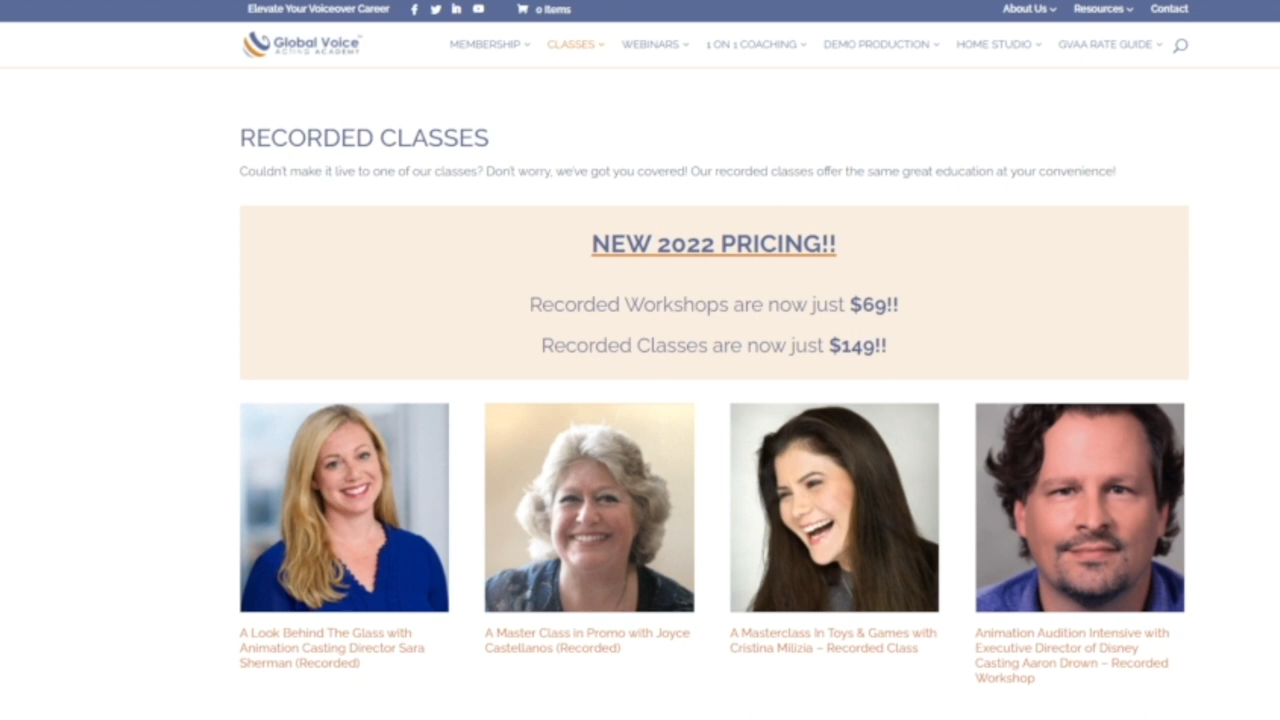 Elevate Your Voiceover Career
0 Items
About Us
Resources
Contact
Global Voice
ACTING ACADEMY
MEMBERSHIP
CLASSES
WEBINARS
1 ON 1 COACHING
DEMO PRODUCTION
HOME STUDIO
GVAA RATE GUIDE
RECORDED CLASSES
Couldn't make it live to one of our classes? Don't worry, we've got you covered! Our recorded classes offer the same great education at your convenience!
NEW 2022 PRICING!!
Recorded Workshops are now just $69!!
Recorded Classes are now just $149!!
A Look Behind The Glass with
Animation Casting Director Sara
Sherman (Recorded)
A Master Class in Promo with Joyce
Castellanos (Recorded)
A Masterclass In Toys & Games with
Cristina Milizia – Recorded Class
Animation Audition Intensive with
Executive Director of Disney
Casting Aaron Drown – Recorded
Workshop